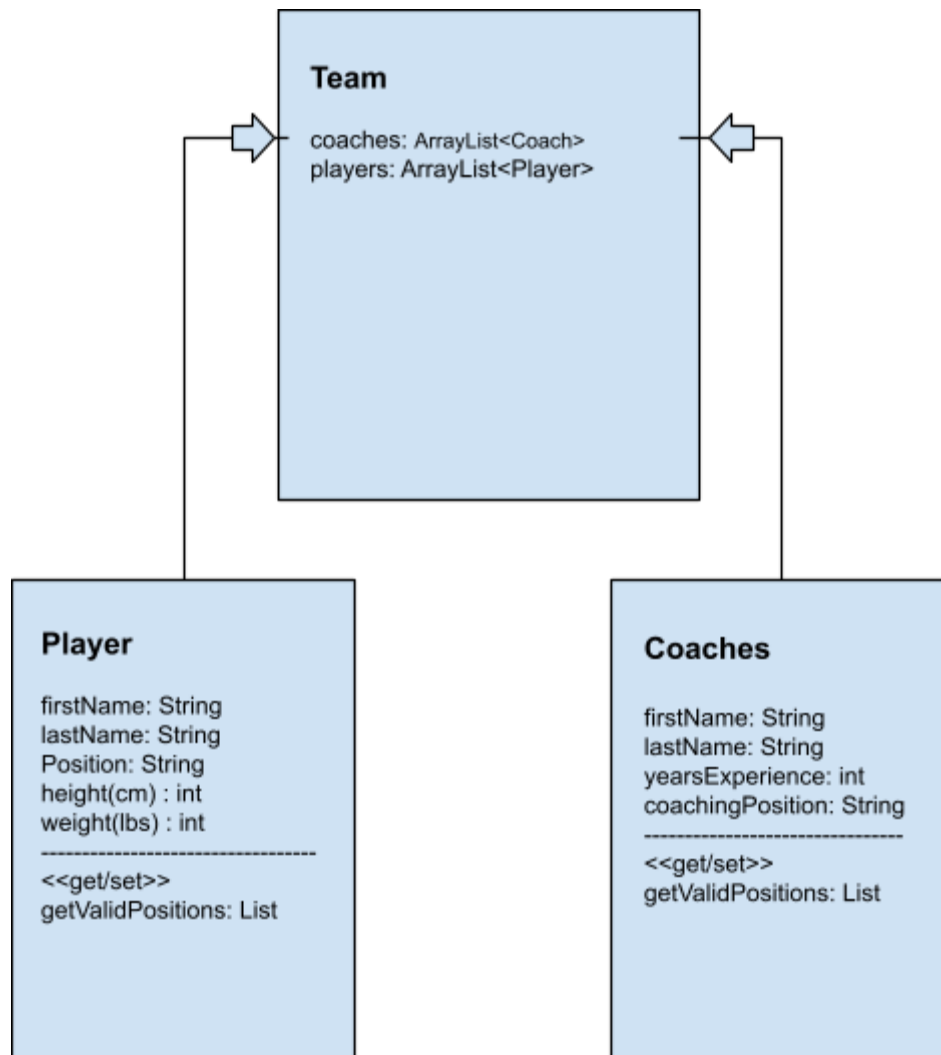 Team
coaches: ArrayList<Coach>
players: ArrayList<Player>
Player
firstName: String
lastName: String
Position: String
height(cm) : int
weight(lbs) : int
----------------------------------
<<get/set>>
getValidPositions: List
Coaches
firstName: String
lastName: String
yearsExperience: int
coachingPosition: String
--------------------------------
<<get/set>>
getValidPositions: List